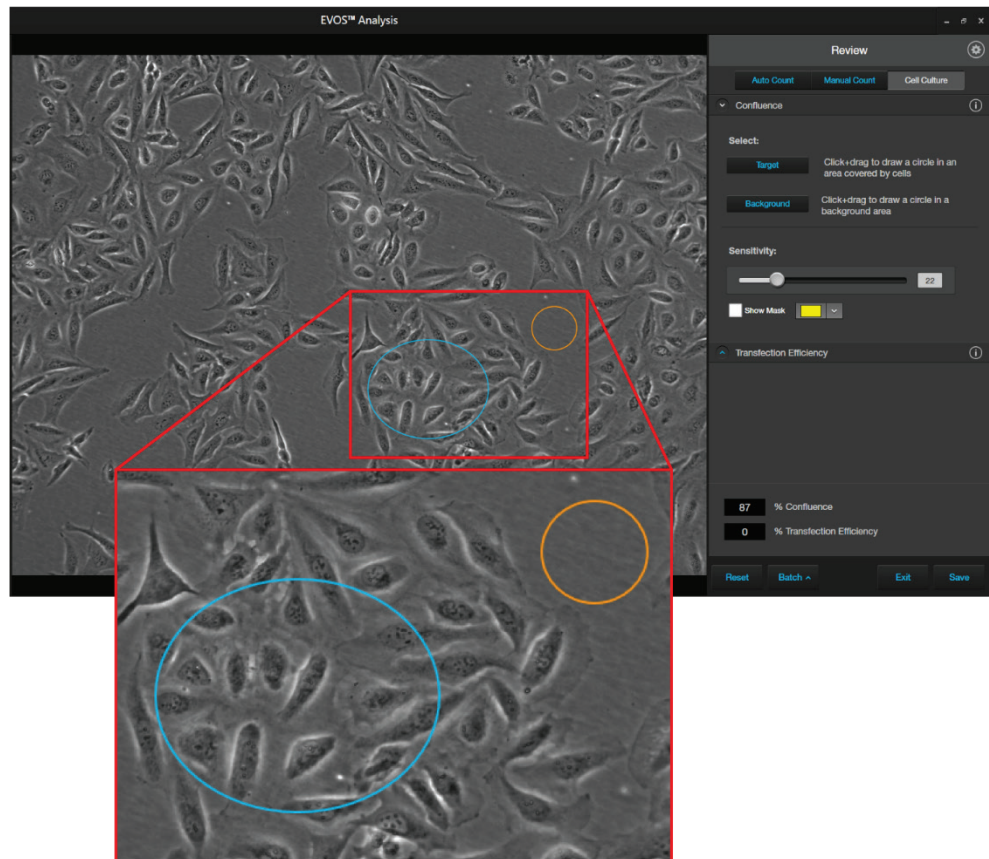 EVOS™ Analysis
Review
Auto Count
Manual Count
Cell Culture
Confluence
Select:
Target
Click+drag to draw a circle in an
area covered by cells
Background
Click+drag to draw a circle in a
background area
Sensitivity:
22
Show Mask
Transfection Efficiency
87 % Confluence
0 % Transfection Efficiency
Reset
Batch
Exit
Save